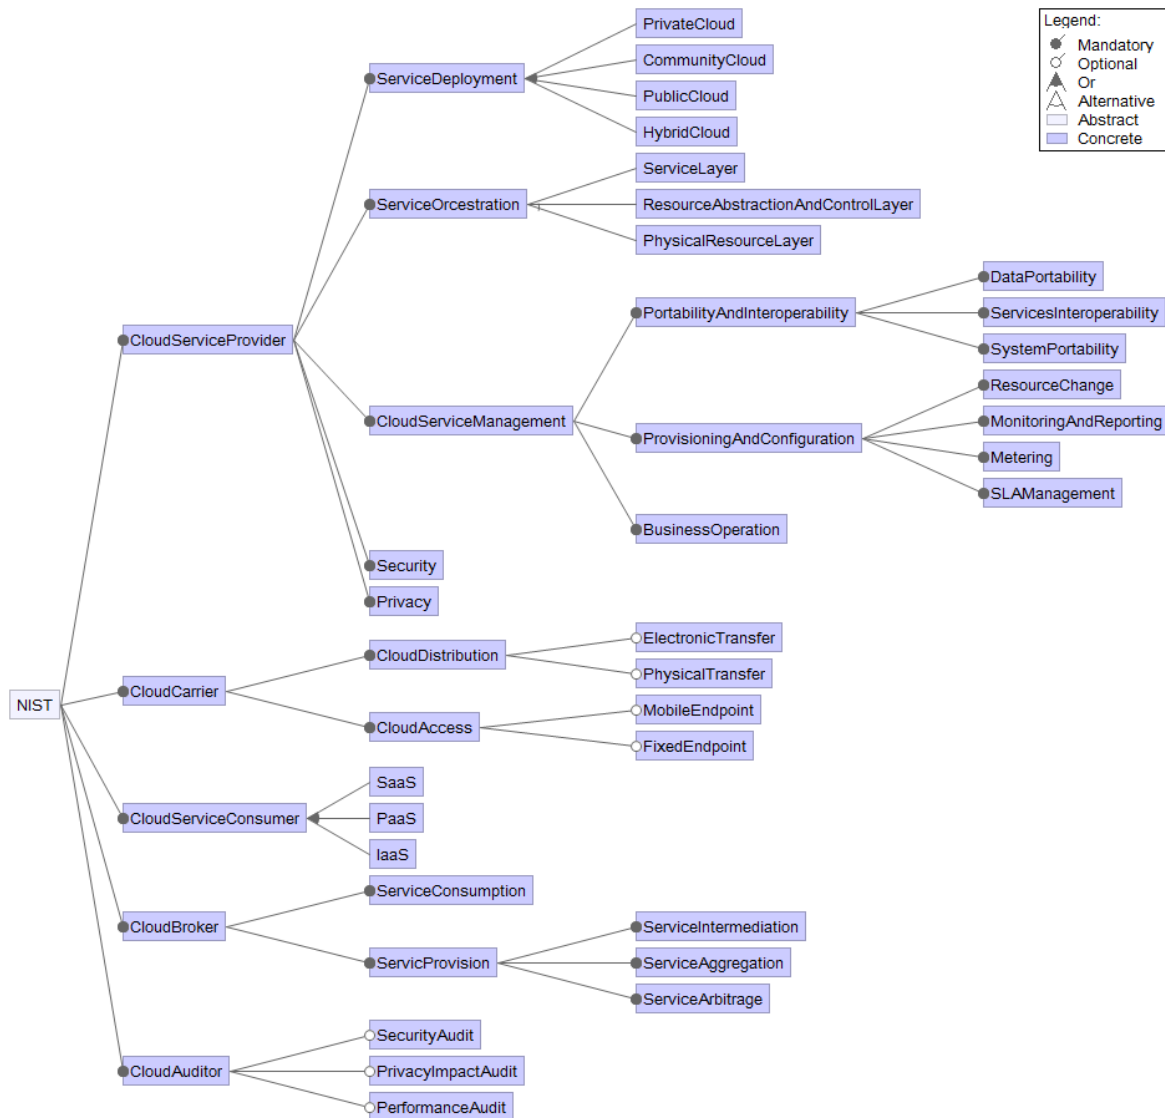 Legend:
Mandatory
Optional
Or
Alternative
Abstract
Concrete
NIST
CloudServiceProvider
ServiceDeployment
PrivateCloud
CommunityCloud
PublicCloud
HybridCloud
ServiceOrcestration
ServiceLayer
ResourceAbstractionAndControlLayer
PhysicalResourceLayer
CloudServiceManagement
PortabilityAndInteroperability
DataPortability
ServicesInteroperability
SystemPortability
ProvisioningAndConfiguration
ResourceChange
MonitoringAndReporting
Metering
SLAManagement
BusinessOperation
Security
Privacy
CloudCarrier
CloudDistribution
ElectronicTransfer
PhysicalTransfer
CloudAccess
MobileEndpoint
FixedEndpoint
CloudServiceConsumer
SaaS
PaaS
IaaS
CloudBroker
ServiceConsumption
ServicProvision
ServiceIntermediation
ServiceAggregation
ServiceArbitrage
CloudAuditor
SecurityAudit
PrivacyImpactAudit
PerformanceAudit